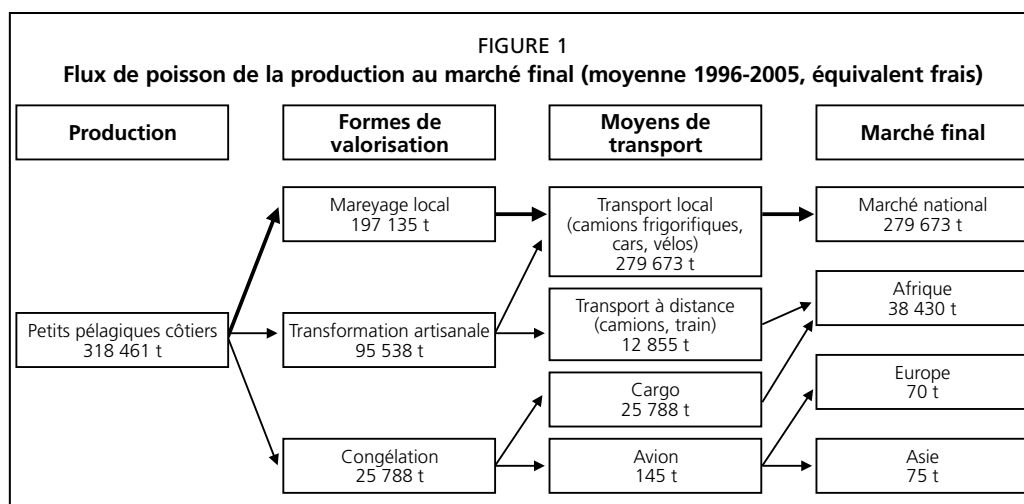 FIGURE 1
Flux de poisson de la production au marché final (moyenne 1996-2005, équivalent frais)
Production
Formes de
valorisation
Moyens de
transport
Marché final
Petits pélagiques côtiers
318 461 t
Mareyage local
197 135 t
Transformation artisanale
95 538 t
Congélation
25 788 t
Transport local
(camions frigorifiques,
cars, vélos)
279 673 t
Transport à distance
(camions, train)
12 855 t
Cargo
25 788 t
Avion
145 t
Marché national
279 673 t
Afrique
38 430 t
Europe
70 t
Asie
75 t